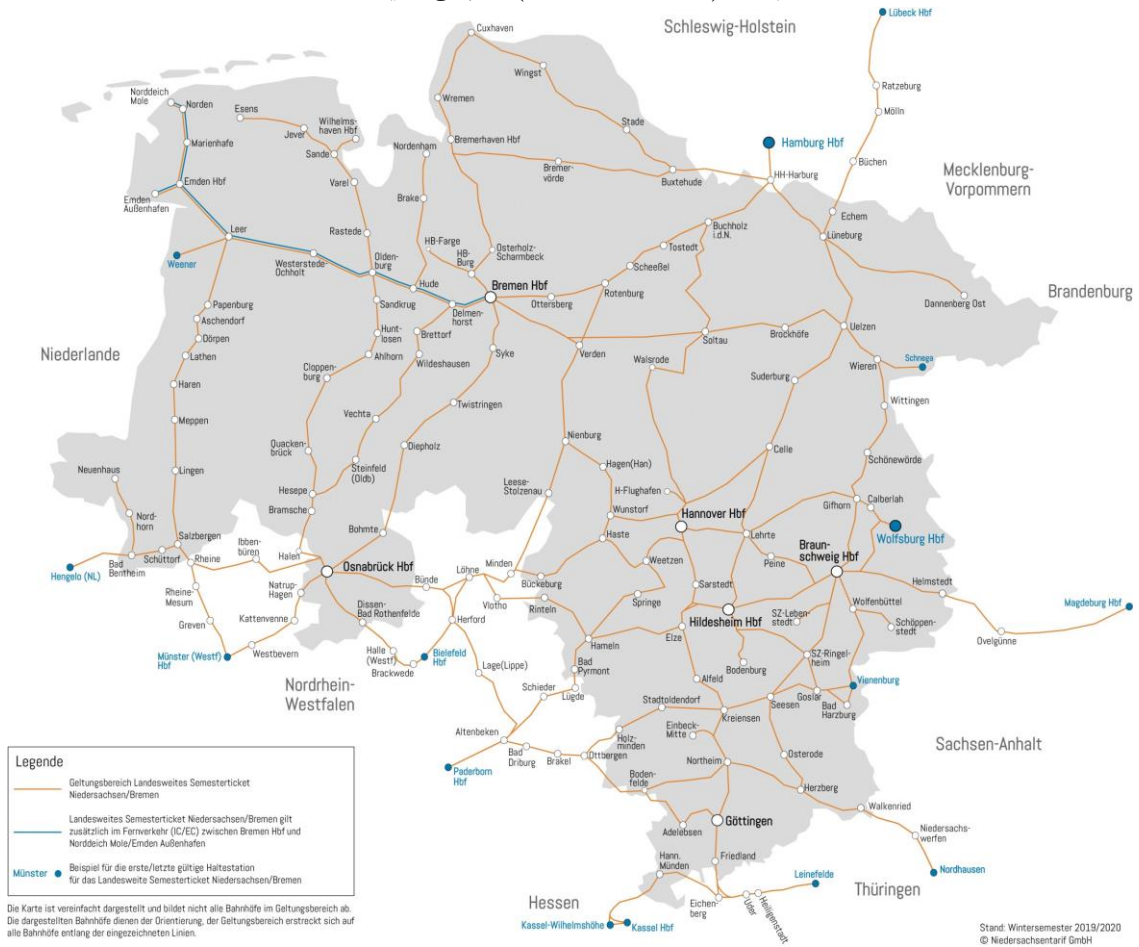 Schleswig-Holstein
Lübeck Hbf
Cuxhaven
Wingst
Ratzeburg
Mölln
Norddeich
Mole
Norden
Esens
Jever
Wilhelms-
haven Hbf
Wremen
Stade
Marienhafe
Sande
Nordenham
Bremerhaven Hbf
Hamburg Hbf
Büchen
Mecklenburg-
Vorpommern
Emden Hbf
Varel
Bremer-
vörde
Buxtehude
HH-Harburg
Emden
Außenhafen
Brake
Echem
Leer
Rastede
HB-Farge
HB-
Burg
Osterholz-
Scharmbeck
Buchholz
i.d.N.
Lüneburg
Weener
Westerstede-
Ochholt
Olden-
burg
Tostedt
Scheeßel
Hude
Bremen Hbf
Rotenburg
Ottersberg
Dannenberg Ost
Brandenburg
Papenburg
Sandkrug
Delmen-
horst
Aschendorf
Brettorf
Dörpen
Hunt-
losen
Syke
Verden
Soltau
Brockhöfe
Uelzen
Niederlande
Lathen
Ahlhorn
Wildeshausen
Walsrode
Wieren
Schnega
Cloppen-
burg
Suderburg
Haren
Twistringen
Wittingen
Meppen
Vechta
Nienburg
Celle
Quacken-
brück
Diepholz
Schönewörde
Neuenhaus
Lingen
Steinfeld
(Oldb)
Hagen(Han)
Leese-
Stolzenau
H-Flughafen
Hesepe
Calberlah
Gifhorn
Nord-
horn
Bramsche
Wunstorf
Hannover Hbf
Wolfsburg Hbf
Bohmte
Haste
Lehrte
Braun-
schweig Hbf
Salzbergen
Ibben-
büren
Halen
Schüttorf
Rheine
Weetzen
Peine
Hengelo (NL)
Bad
Bentheim
Osnabrück Hbf
Bünde
Löhne
Minden
Bückeburg
Sarstedt
Helmstedt
Rheine-
Mesum
Natrup-
Hagen
Dissen-
Bad Rothenfelde
Vlotho
Rinteln
Springe
Hildesheim Hbf
SZ-Leben-
stedt
Wolfenbüttel
Magdeburg Hbf
Greven
Kattenvenne
Herford
Elze
Schöppen-
stedt
Ovelgünne
Münster (Westf)
Hbf
Westbevern
Halle
(Westf)
Brackwede
Bielefeld
Hbf
Hameln
Bodenburg
SZ-Ringel-
heim
Lage(Lippe)
Bad
Pyrmont
Alfeld
Nordrhein-
Westfalen
Schieder
Lügde
Stadtoldendorf
Seesen
Goslar
Vienenburg
Bad
Harzburg
Kreiensen
Altenbeken
Einbeck-
Mitte
Sachsen-Anhalt
Holz-
minden
Bad
Driburg
Brakel
Ottbergen
Osterode
Paderborn
Hbf
Northeim
Boden-
felde
Herzberg
Walkenried
Göttingen
Adelebsen
Niedersachs-
werfen
Hann.
Münden
Friedland
Leinefelde
Nordhausen
Thüringen
Hessen
Eichen-
berg
Uder
Heiligenstadt
Kassel-Wilhelmshöhe
Kassel Hbf
Legende
Geltungsbereich Landesweites Semesterticket
Niedersachsen/Bremen
Landesweites Semesterticket Niedersachsen/Bremen gilt
zusätzlich im Fernverkehr (IC/EC) zwischen Bremen Hbf und
Norddeich Mole/Emden Außenhafen
Münster
Beispiel für die erste/letzte gültige Haltestation
für das Landesweite Semesterticket Niedersachsen/Bremen
Die Karte ist vereinfacht dargestellt und bildet nicht alle Bahnhöfe im Geltungsbereich ab.
Die dargestellten Bahnhöfe dienen der Orientierung, der Geltungsbereich erstreckt sich auf
alle Bahnhöfe entlang der eingezeichneten Linien.
Stand: Wintersemester 2019/2020
© Niedersachsentarif GmbH